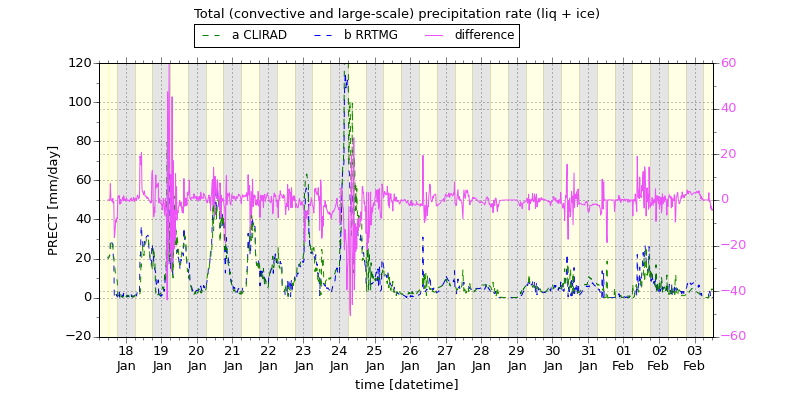 Total (convective and large-scale) precipitation rate (liq + ice)
a CLIRAD b RRTMG difference
120
100
80
60
40
20
0
−20
PRECT [mm/day]
60
40
20
0
−20
−40
−60
18 19 20 21 22 23 24 25 26 27 28 29 30 31 01 02 03
Jan Jan Jan Jan Jan Jan Jan Jan Jan Jan Jan Jan Jan Jan Feb Feb Feb
time [datetime]